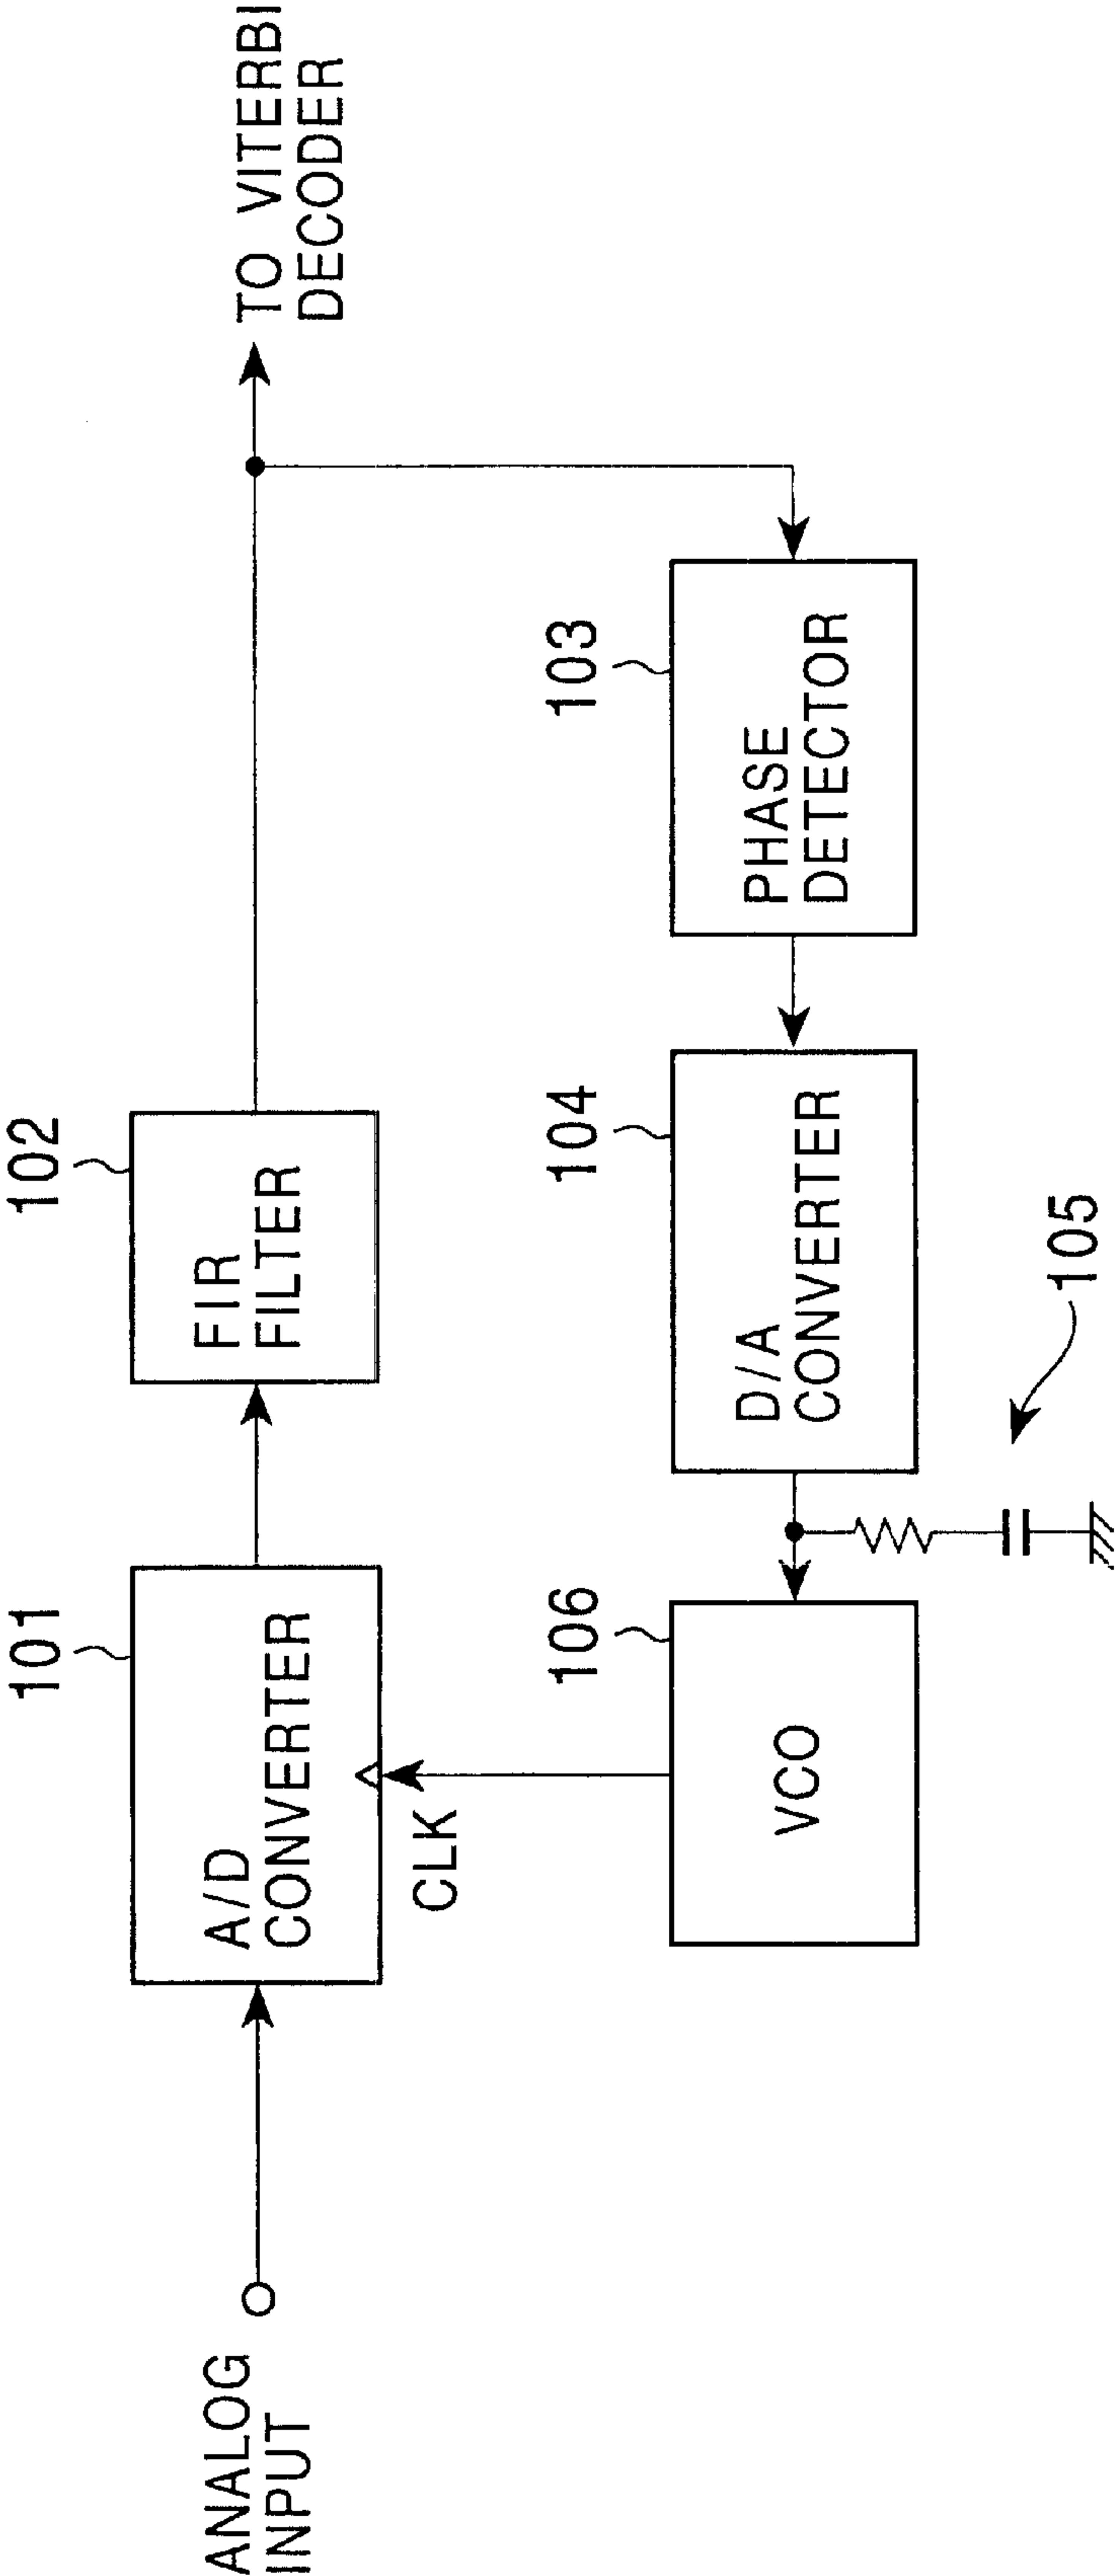 ANALOG
INPUT
101
A/D
CONVERTER
CLK
102
FIR
FILTER
TO VITERBI
DECODER
106
VCO
105
104
D/A
CONVERTER
103
PHASE
DETECTOR